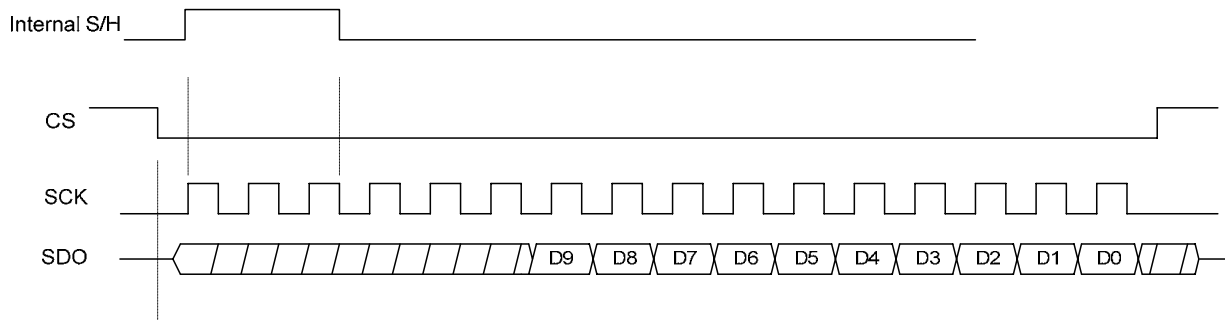 Internal S/H
CS
SCK
SDO D9 D8 D7 D6 D5 D4 D3 D2 D1 D0